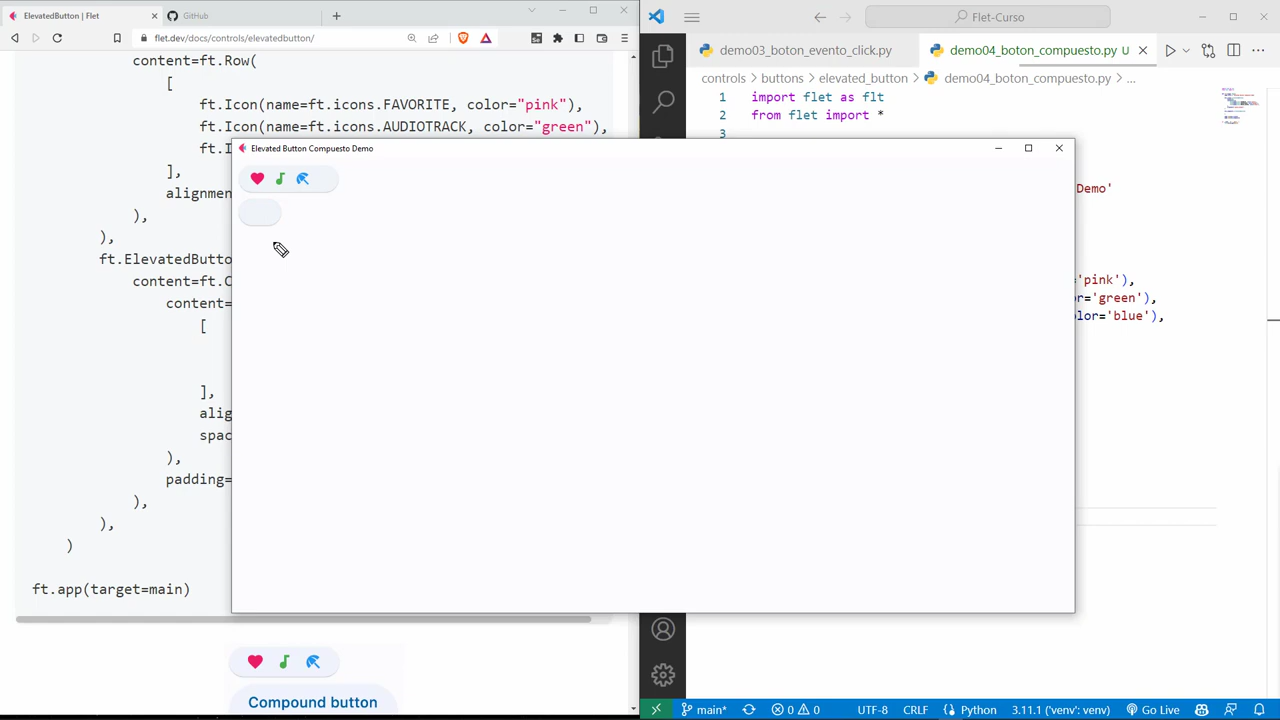 ElevatedButton | Flet
GitHub
flet.dev/docs/controls/elevatedbutton/
content=ft.Row(
[
ft.Icon(name=ft.icons.FAVORITE, color="pink"),
ft.Icon(name=ft.icons.AUDIOTRACK, color="green"),
ft.I
],
alignmen
),
),
ft.ElevatedButto
content=ft.C
content=
[
],
alig
spac
),
padding=
),
),
)
ft.app(target=main)
Compound button
Elevated Button Compuesto Demo
Flet-Curso
demo03_boton_evento_click.py
demo04_boton_compuesto.py U
controls > buttons > elevated_button > demo04_boton_compuesto.py > ...
1 import flet as flt
2 from flet import *
3
Demo'
='pink'),
r='green'),
lor='blue'),
main* 0 0 UTF-8 CRLF Python 3.11.1 ('venv': venv) Go Live